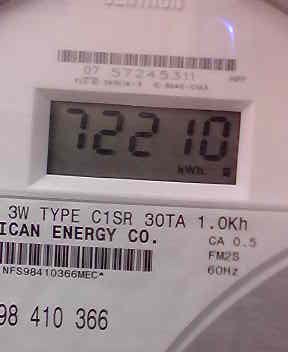 CENTRON
07 57245311
72210
kWh
3W TYPE C1SR 30TA 1.0Kh
ICAN ENERGY CO.
CA 0.5
FM2S
60Hz
NFS98410366MEC*
98 410 366